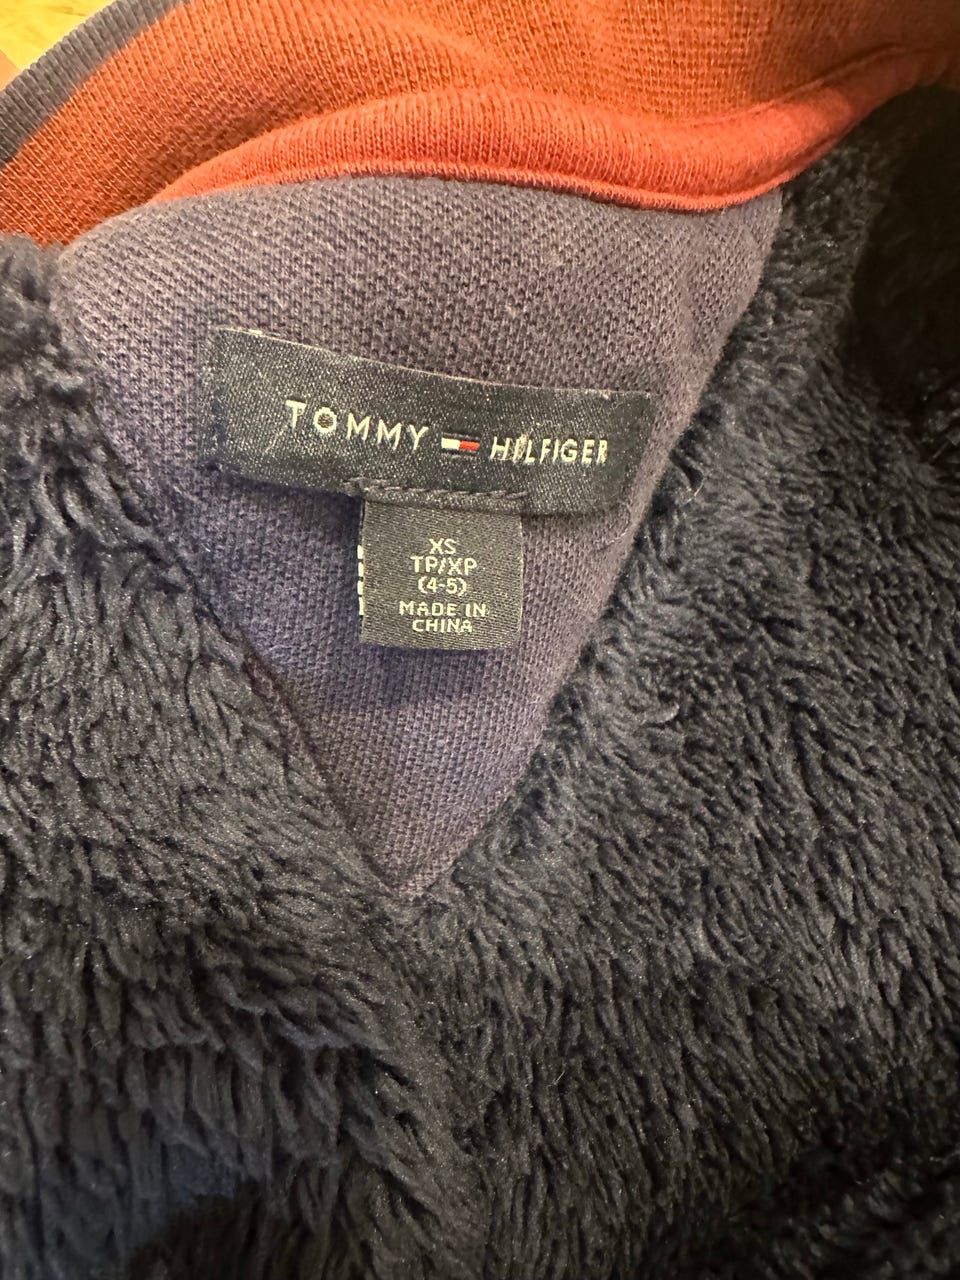 TOMMY HILFIGER
XS
TP/XP
(4-5)
MADE IN
CHINA